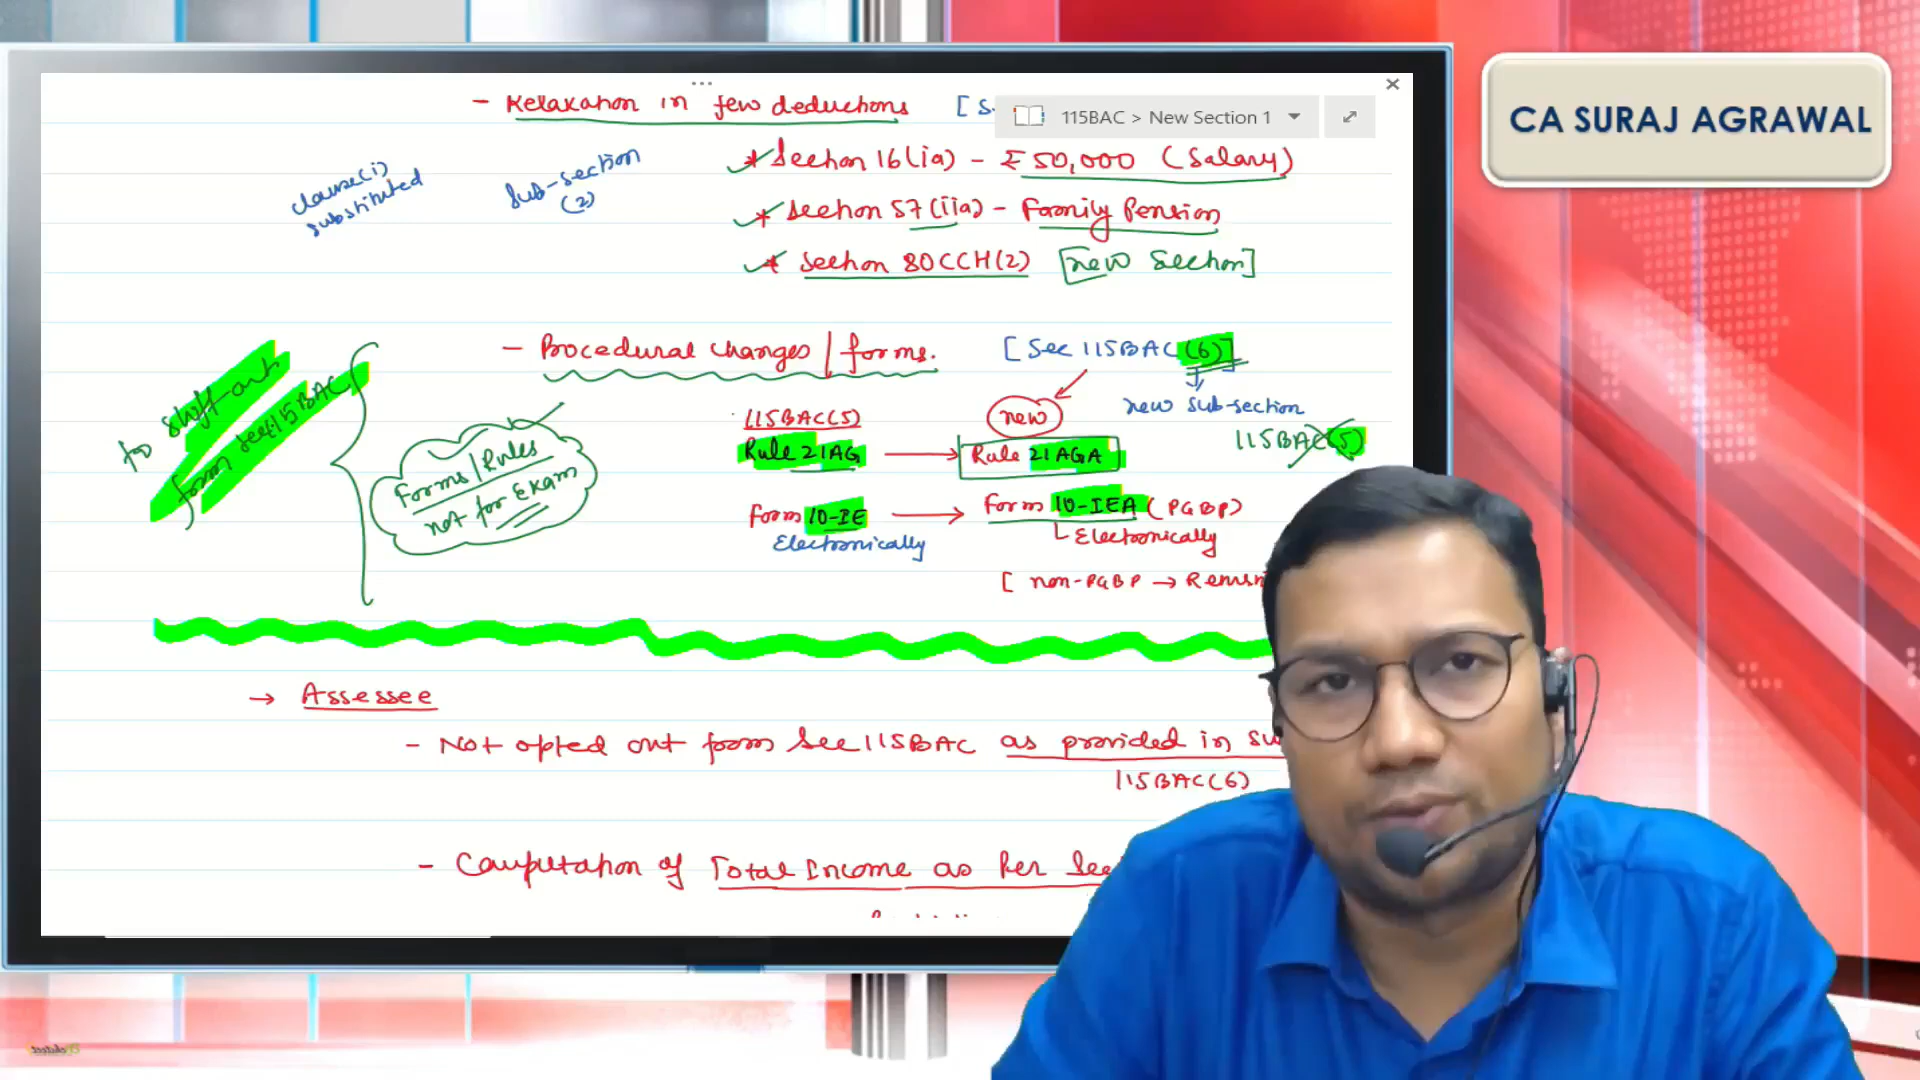 CA SURAJ AGRAWAL
115BAC > New Section 1
- Relaxation in few deductions [S
clause(i)
substituted
sub-section
(2)
* Section 16(ia) - ₹50,000 (Salary)
* Section 57(iia) - Family Pension
* Section 80CCH(2) [new Section]
- Procedural changes / forms. [Sec 115BAC(6)]
new sub-section
to shift out
from sec 115BAC
Forms/Rules
not for Exam
115BAC(5)
Rule 21AG → Rule 21AGA
new
115BAC(5)
Form 10-IE → Form 10-IEA (PGBP)
Electronically
Electronically
[ non-PGBP →
→ Assessee
- Not opted out from Sec 115BAC as provided in su
115BAC(6)
- Computation of Total Income as Per Sec